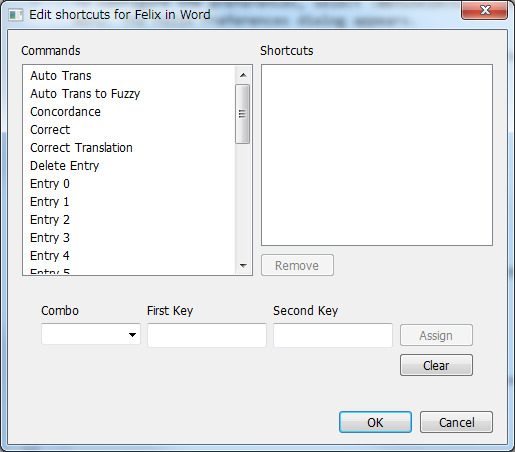 Edit shortcuts for Felix in Word
Commands
Shortcuts
Auto Trans
Auto Trans to Fuzzy
Concordance
Correct
Correct Translation
Delete Entry
Entry 0
Entry 1
Entry 2
Entry 3
Entry 4
Entry 5
Remove
Combo
First Key
Second Key
Assign
Clear
OK
Cancel